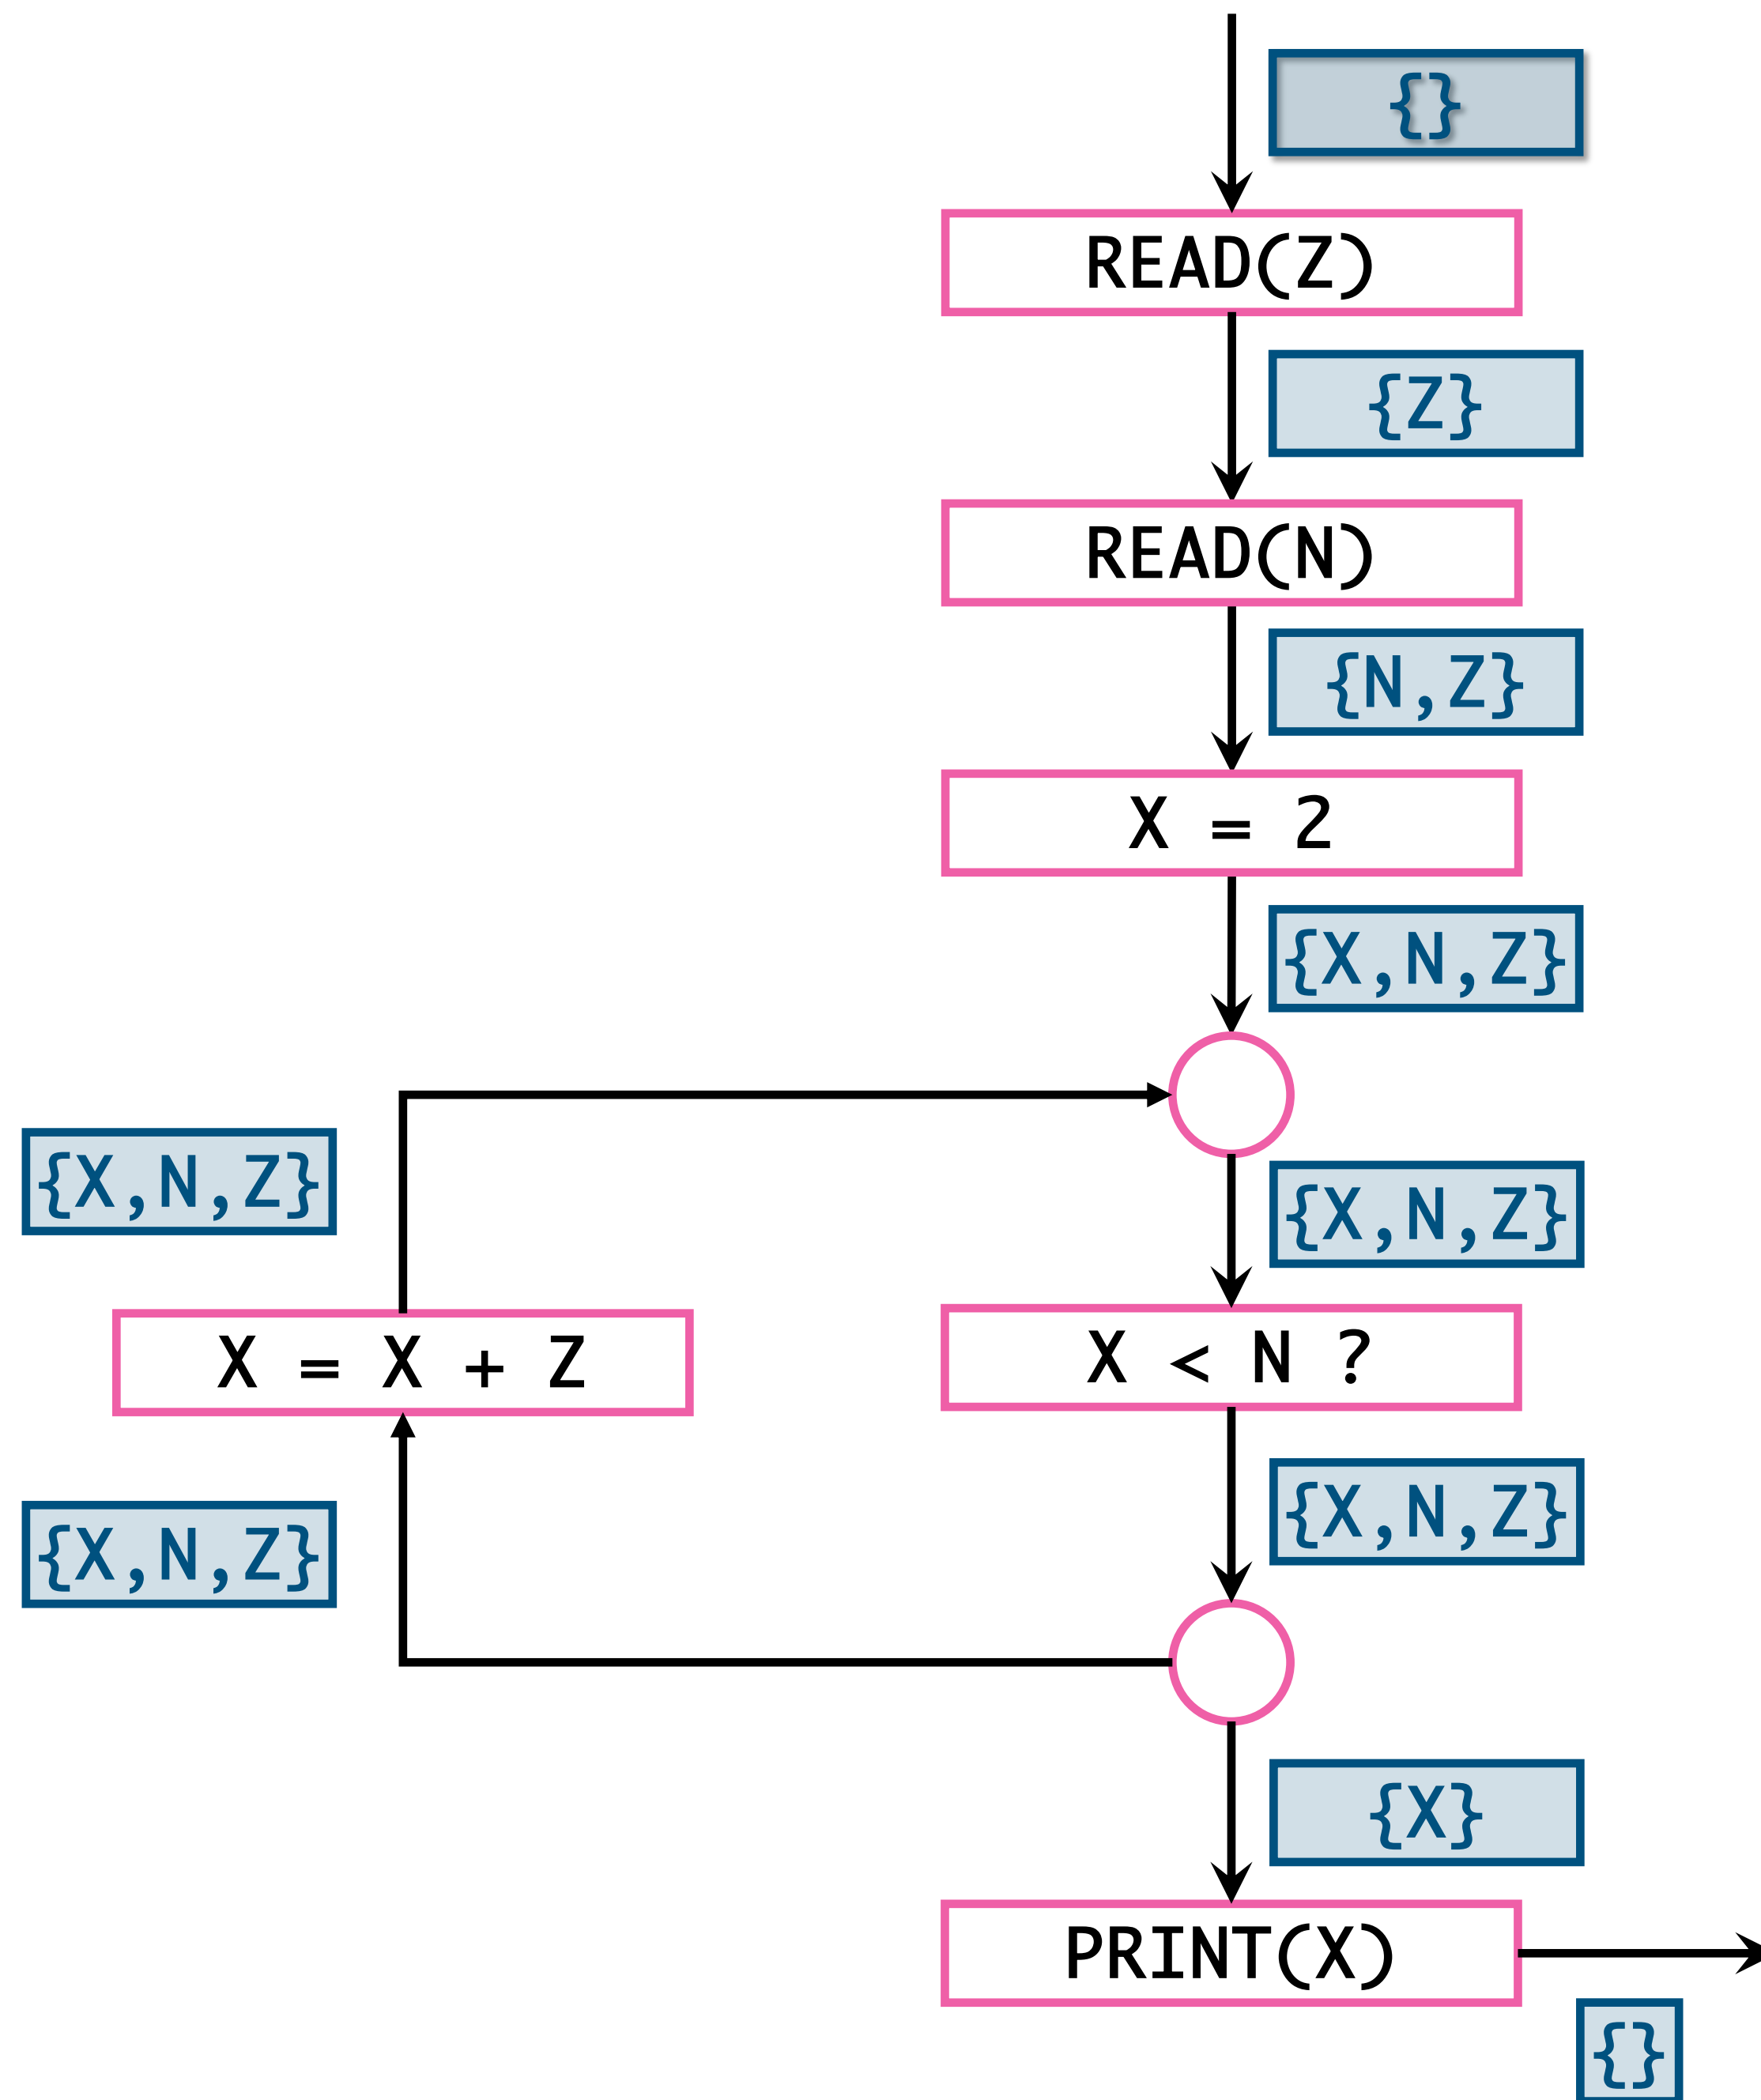 {}
READ(Z)
{Z}
READ(N)
{N,Z}
X = 2
{X,N,Z}
{X,N,Z}
{X,N,Z}
X = X + Z
X < N ?
{X,N,Z}
{X,N,Z}
{X}
PRINT(X)
{}